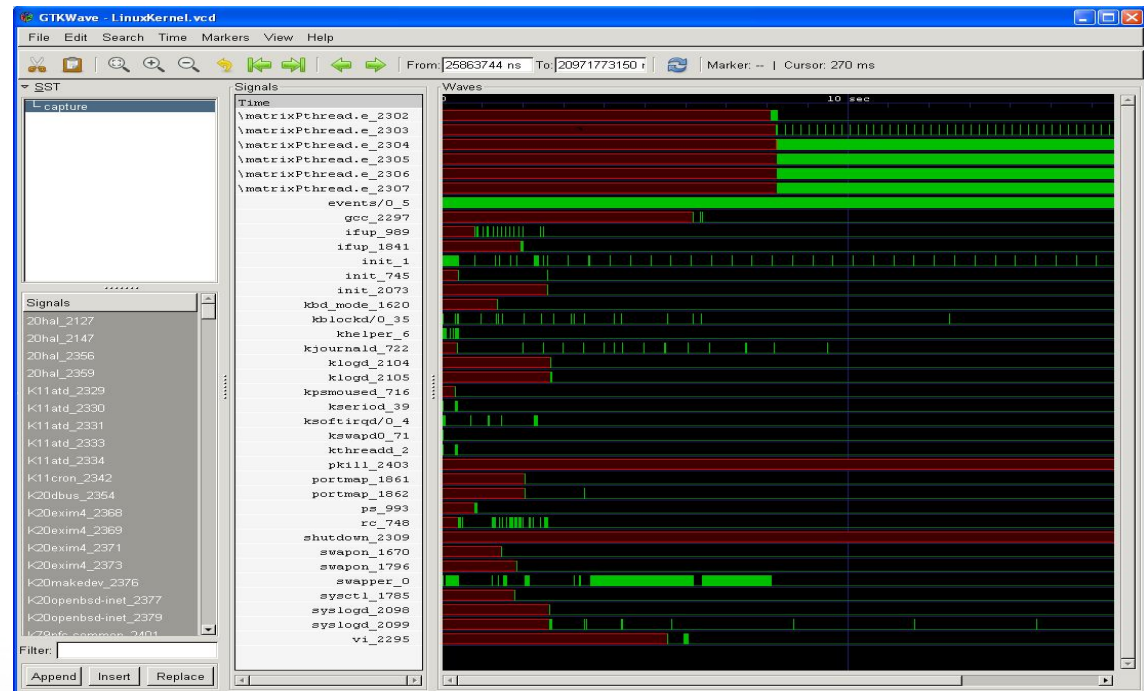 GTKWave - LinuxKernel.vcd
File Edit Search Time Markers View Help
From: 25863744 ns To: 20971773150 r Marker: -- | Cursor: 270 ms
SST
capture
Signals
20hal_2127
20hal_2147
20hal_2356
20hal_2359
K11atd_2329
K11atd_2330
K11atd_2331
K11atd_2333
K11atd_2334
K11cron_2342
K20dbus_2354
K20exim4_2368
K20exim4_2369
K20exim4_2371
K20exim4_2373
K20makedev_2376
K20openbsd-inet_2377
K20openbsd-inet_2379
K79nfs-common_2401
Filter:
Append Insert Replace
Signals
Time
\matrixPthread.e_2302
\matrixPthread.e_2303
\matrixPthread.e_2304
\matrixPthread.e_2305
\matrixPthread.e_2306
\matrixPthread.e_2307
events/0_5
gcc_2297
ifup_989
ifup_1841
init_1
init_745
init_2073
kbd_mode_1620
kblockd/0_35
khelper_6
kjournald_722
klogd_2104
klogd_2105
kpsmoused_716
kseriod_39
ksoftirqd/0_4
kswapd0_71
kthreadd_2
pkill_2403
portmap_1861
portmap_1862
ps_993
rc_748
shutdown_2309
swapon_1670
swapon_1796
swapper_0
sysctl_1785
syslogd_2098
syslogd_2099
vi_2295
Waves
10 sec